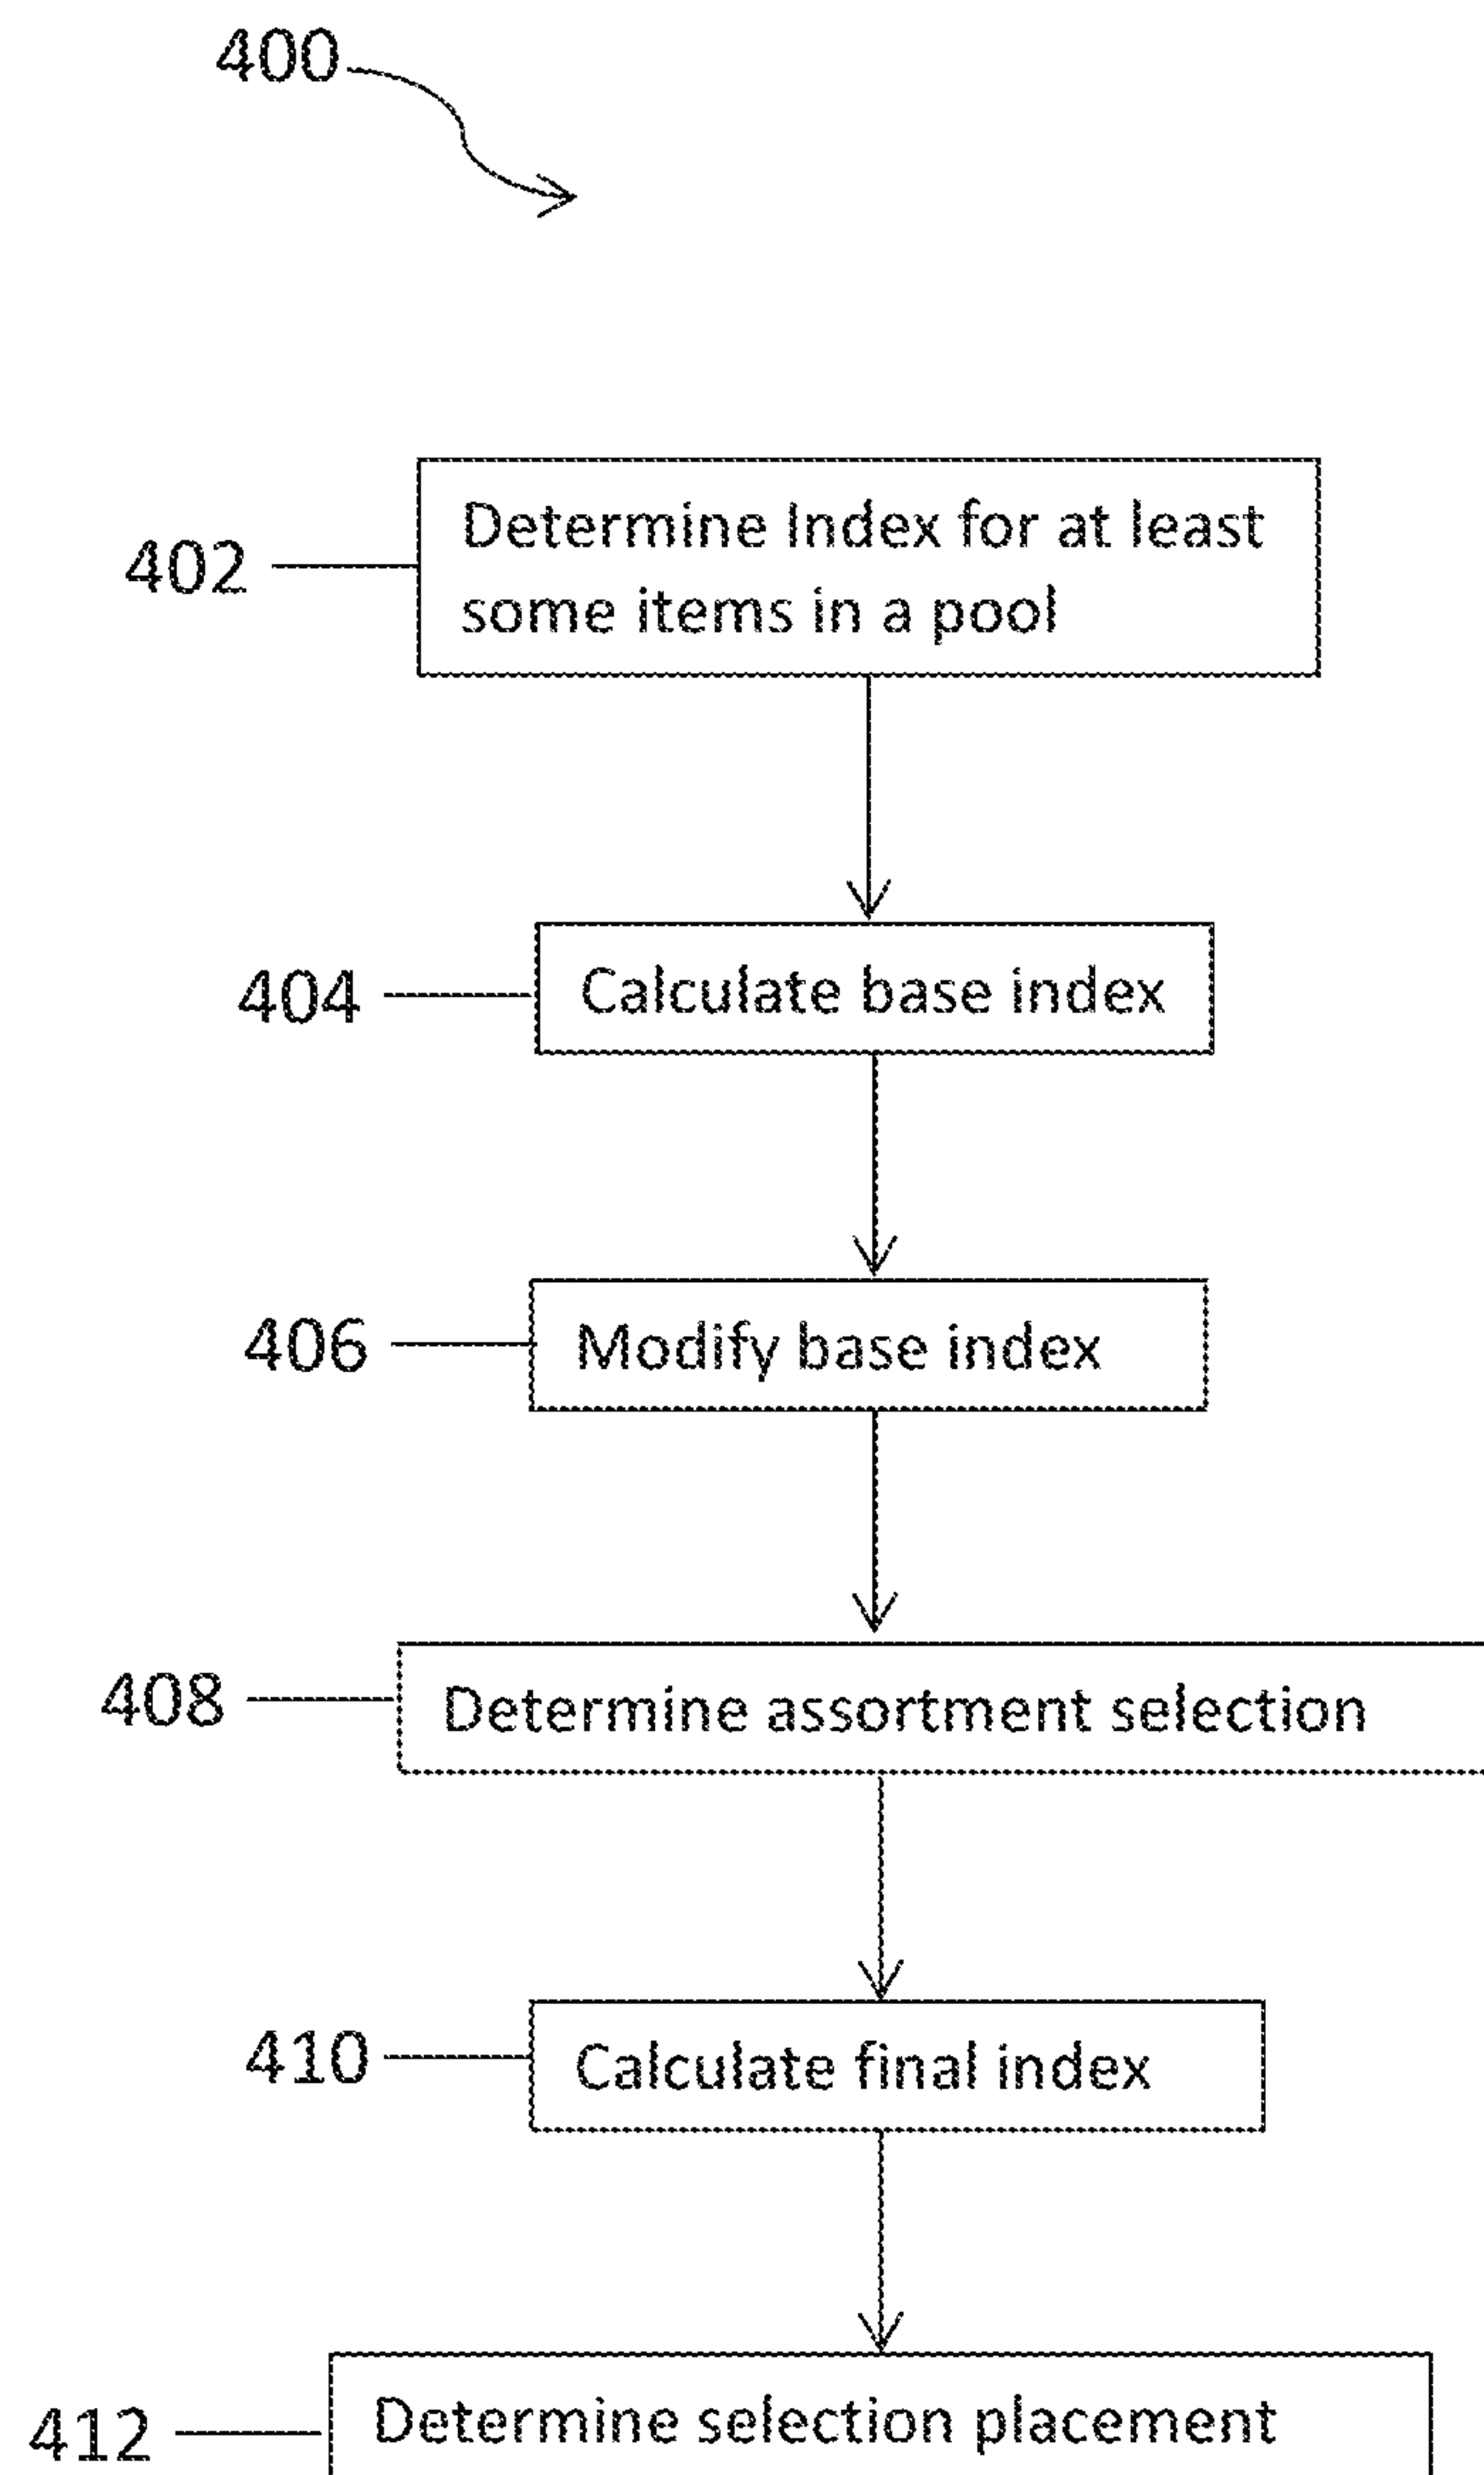 400
402
Determine Index for at least
some items in a pool
404
Calculate base index
406
Modify base index
408
Determine assortment selection
410
Calculate final index
412
Determine selection placement